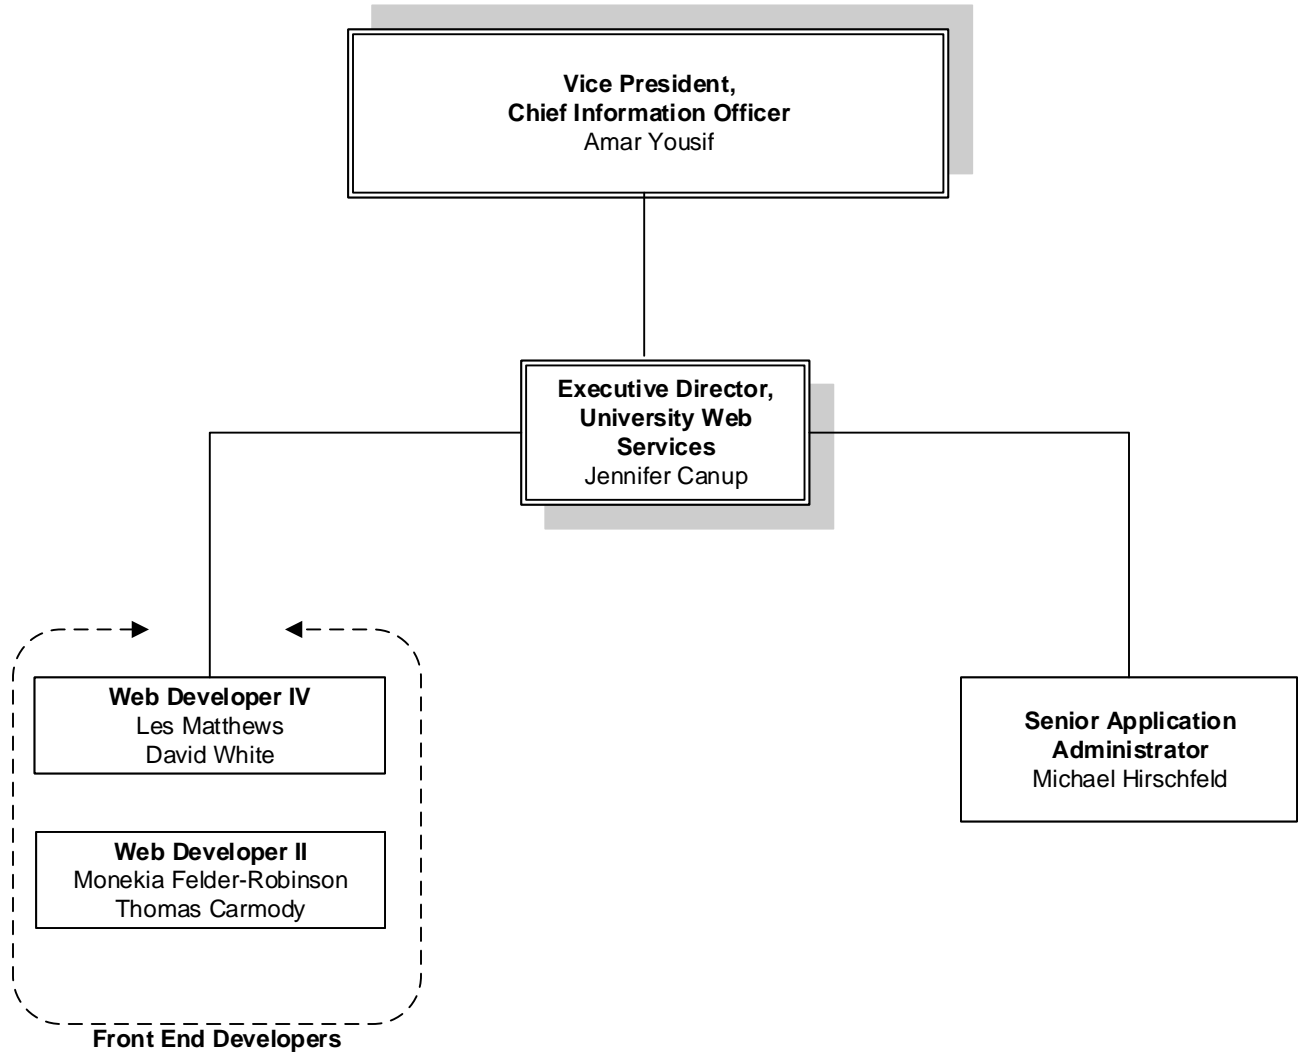 Vice President,
Chief Information Officer
Amar Yousif
Executive Director,
University Web
Services
Jennifer Canup
Web Developer IV
Les Matthews
David White
Web Developer II
Monekia Felder-Robinson
Thomas Carmody
Front End Developers
Senior Application
Administrator
Michael Hirschfeld